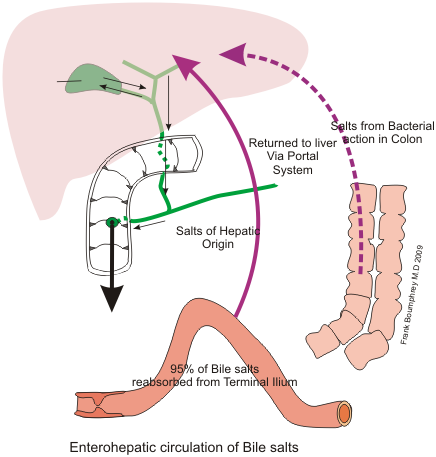 Salts from Bacterial
action in Colon
Returned to liver
Via Portal
System
Salts of Hepatic
Origin
Frank Boumphrey M.D 2009
95% of Bile salts
reabsorbed from Terminal Ilium
Enterohepatic circulation of Bile salts